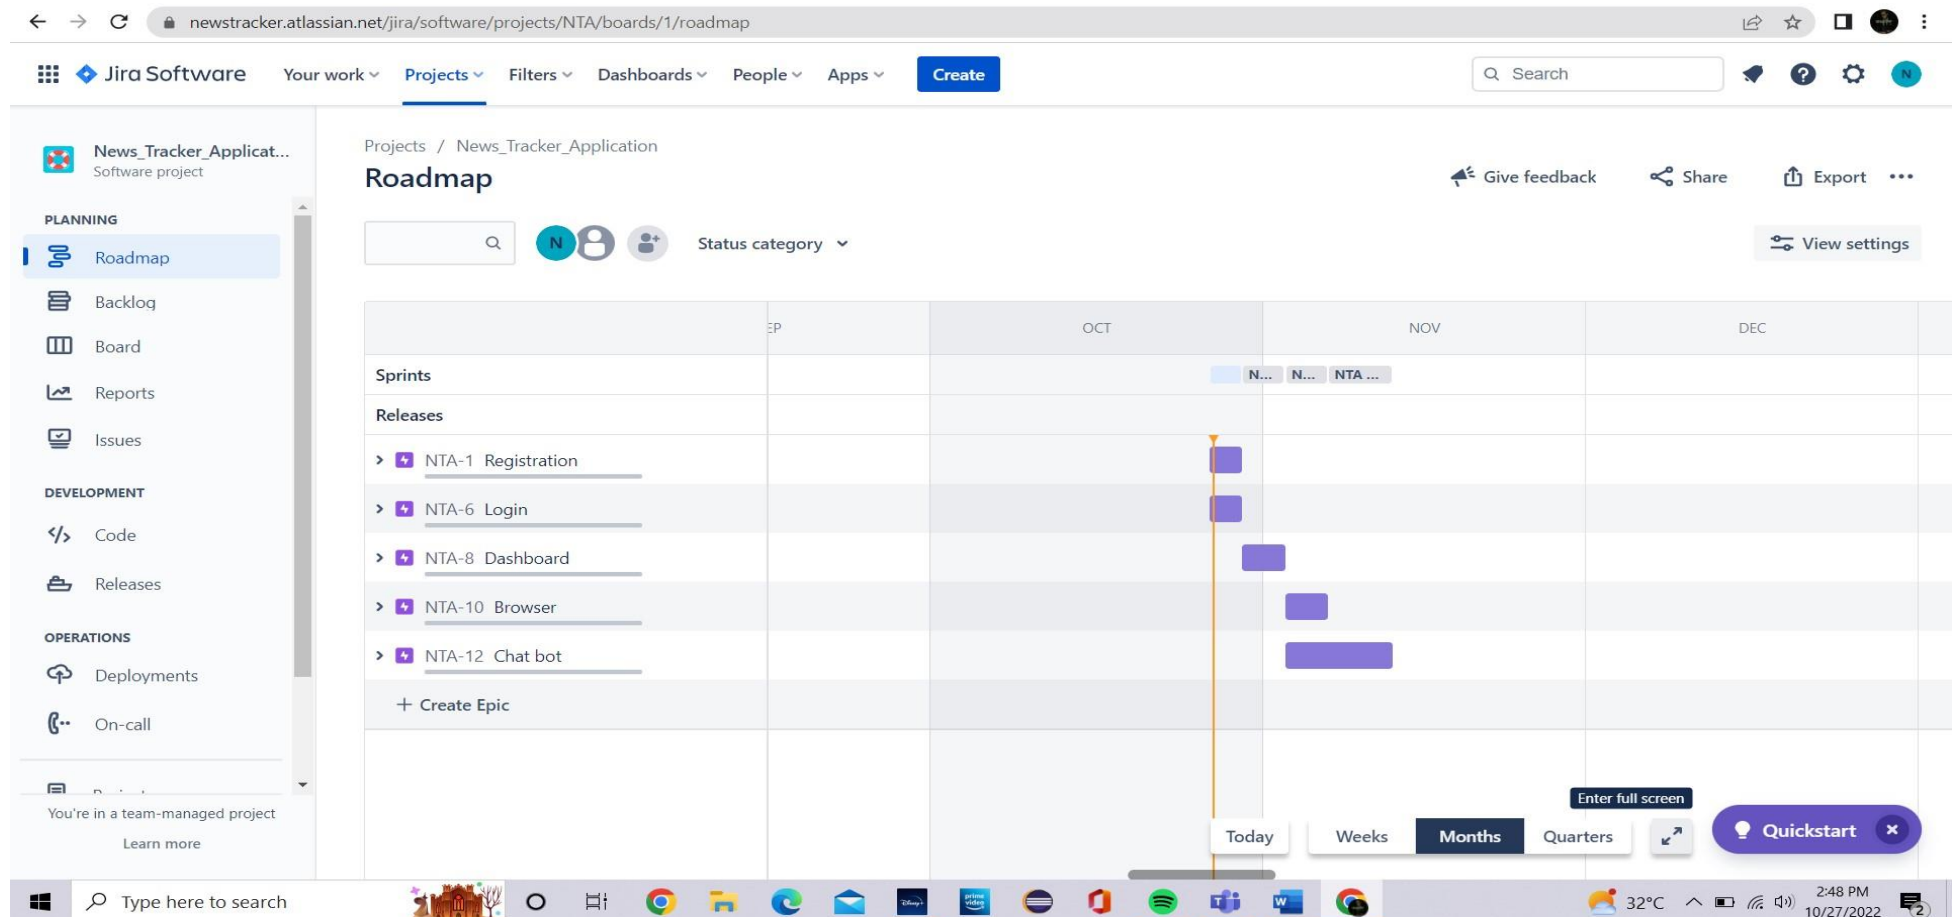 newstracker.atlassian.net/jira/software/projects/NTA/boards/1/roadmap
Jira Software Your work Projects Filters Dashboards People Apps Create Search N
News_Tracker_Applicat...
Software project
Projects / News_Tracker_Application
Roadmap
Give feedback Share Export
PLANNING
Roadmap
Backlog
Board
Reports
Issues
DEVELOPMENT
Code
Releases
OPERATIONS
Deployments
On-call
You're in a team-managed project
Learn more
N Status category View settings
EP OCT NOV DEC
Sprints N... N... NTA ...
Releases
NTA-1 Registration
NTA-6 Login
NTA-8 Dashboard
NTA-10 Browser
NTA-12 Chat bot
+ Create Epic
Enter full screen
Today Weeks Months Quarters Quickstart
Type here to search
prime video
32°C
2:48 PM
10/27/2022
2